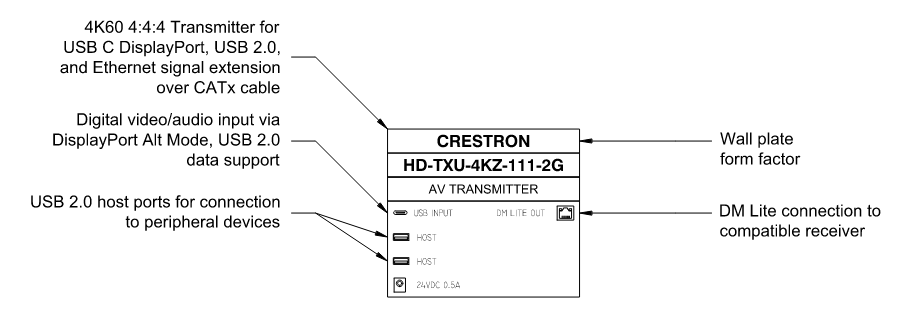 4K60 4:4:4 Transmitter for
USB C DisplayPort, USB 2.0,
and Ethernet signal extension
over CATx cable
Digital video/audio input via
DisplayPort Alt Mode, USB 2.0
data support
USB 2.0 host ports for connection
to peripheral devices
CRESTRON
HD-TXU-4KZ-111-2G
AV TRANSMITTER
USB INPUT
DM LITE OUT
HOST
HOST
24VDC 0.5A
Wall plate
form factor
DM Lite connection to
compatible receiver